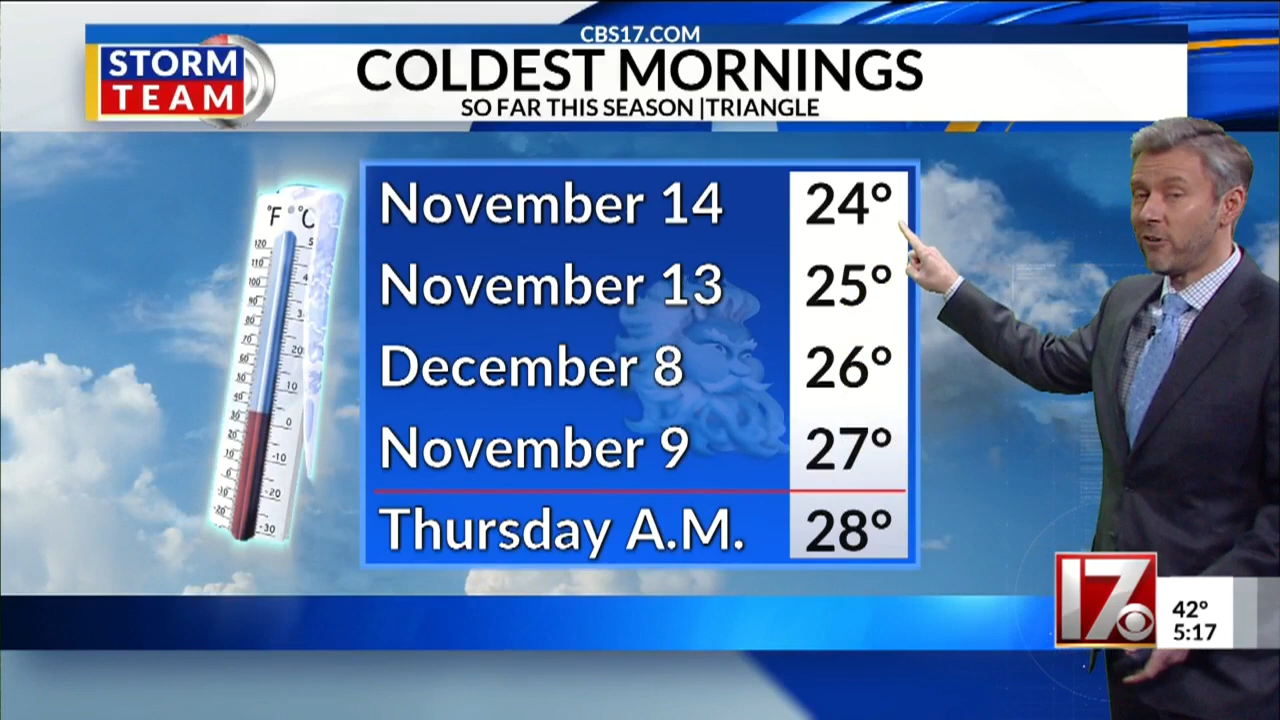 CBS17.COM
STORM
TEAM
COLDEST MORNINGS
SO FAR THIS SEASON | TRIANGLE
°F °C
November 14 24°
November 13 25°
December 8 26°
November 9 27°
Thursday A.M. 28°
17
42°
5:17